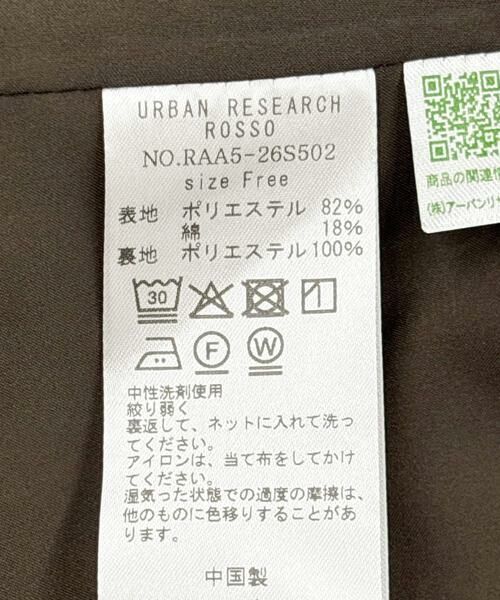 URBAN RESEARCH
ROSSO
NO.RAA5-26S502
size Free
表地 ポリエステル 82%
綿 18%
裏地 ポリエステル100%
30
F
W
中性洗剤使用
絞り弱く
裏返して、ネットに入れて洗っ
てください。
アイロンは、当て布をしてかけ
てください。
湿気った状態での過度の摩擦は、
他のものに色移りすることがあ
ります。
中国製
商品の関連情
(株)アーバンリサ